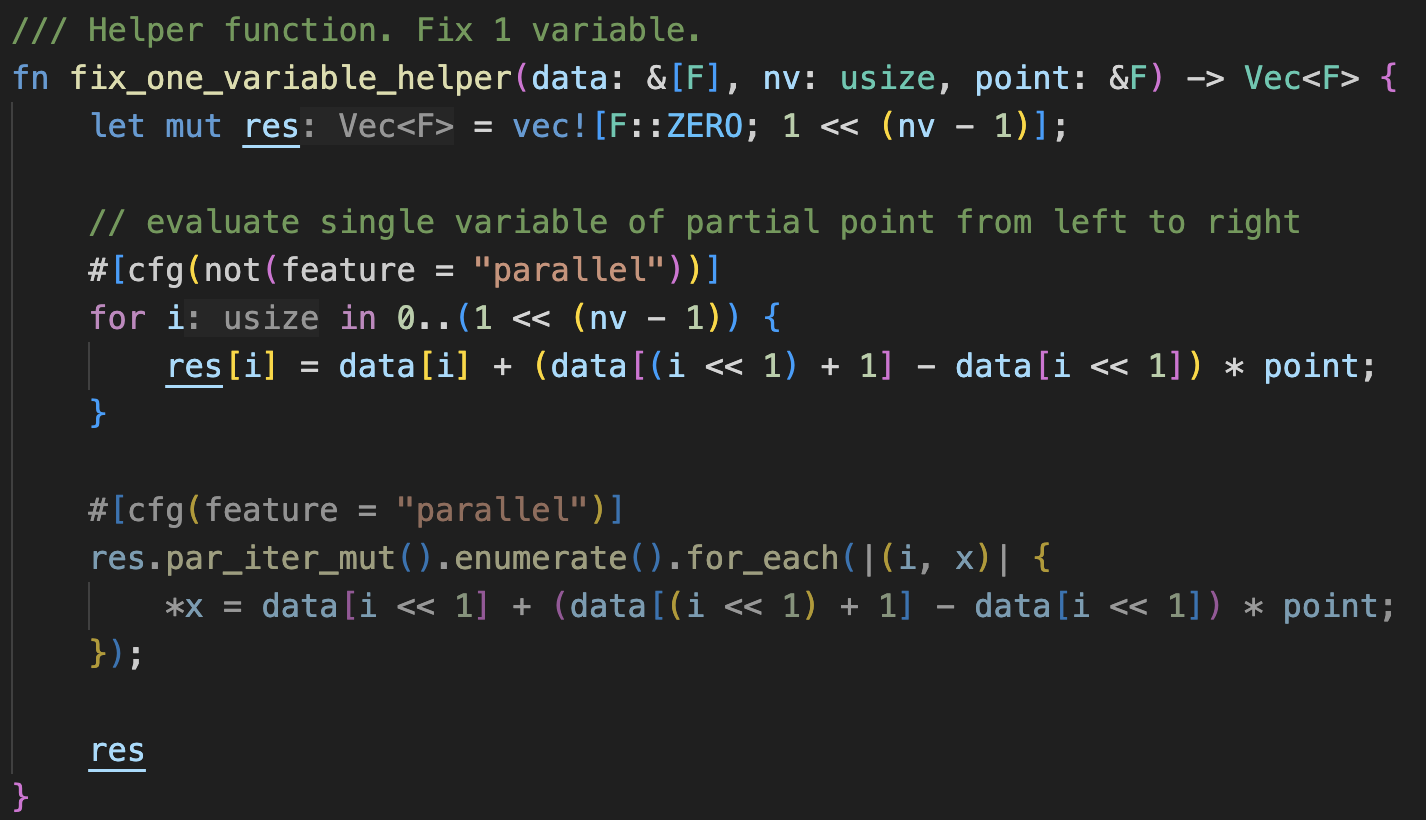 /// Helper function. Fix 1 variable.
fn fix_one_variable_helper(data: &[F], nv: usize, point: &F) -> Vec<F> {
    let mut res: Vec<F> = vec![F::ZERO; 1 << (nv - 1)];

    // evaluate single variable of partial point from left to right
    #[cfg(not(feature = "parallel"))]
    for i: usize in 0..(1 << (nv - 1)) {
        res[i] = data[i] + (data[(i << 1) + 1] - data[i << 1]) * point;
    }

    #[cfg(feature = "parallel")]
    res.par_iter_mut().enumerate().for_each(|(i, x)| {
        *x = data[i << 1] + (data[(i << 1) + 1] - data[i << 1]) * point;
    });

    res
}